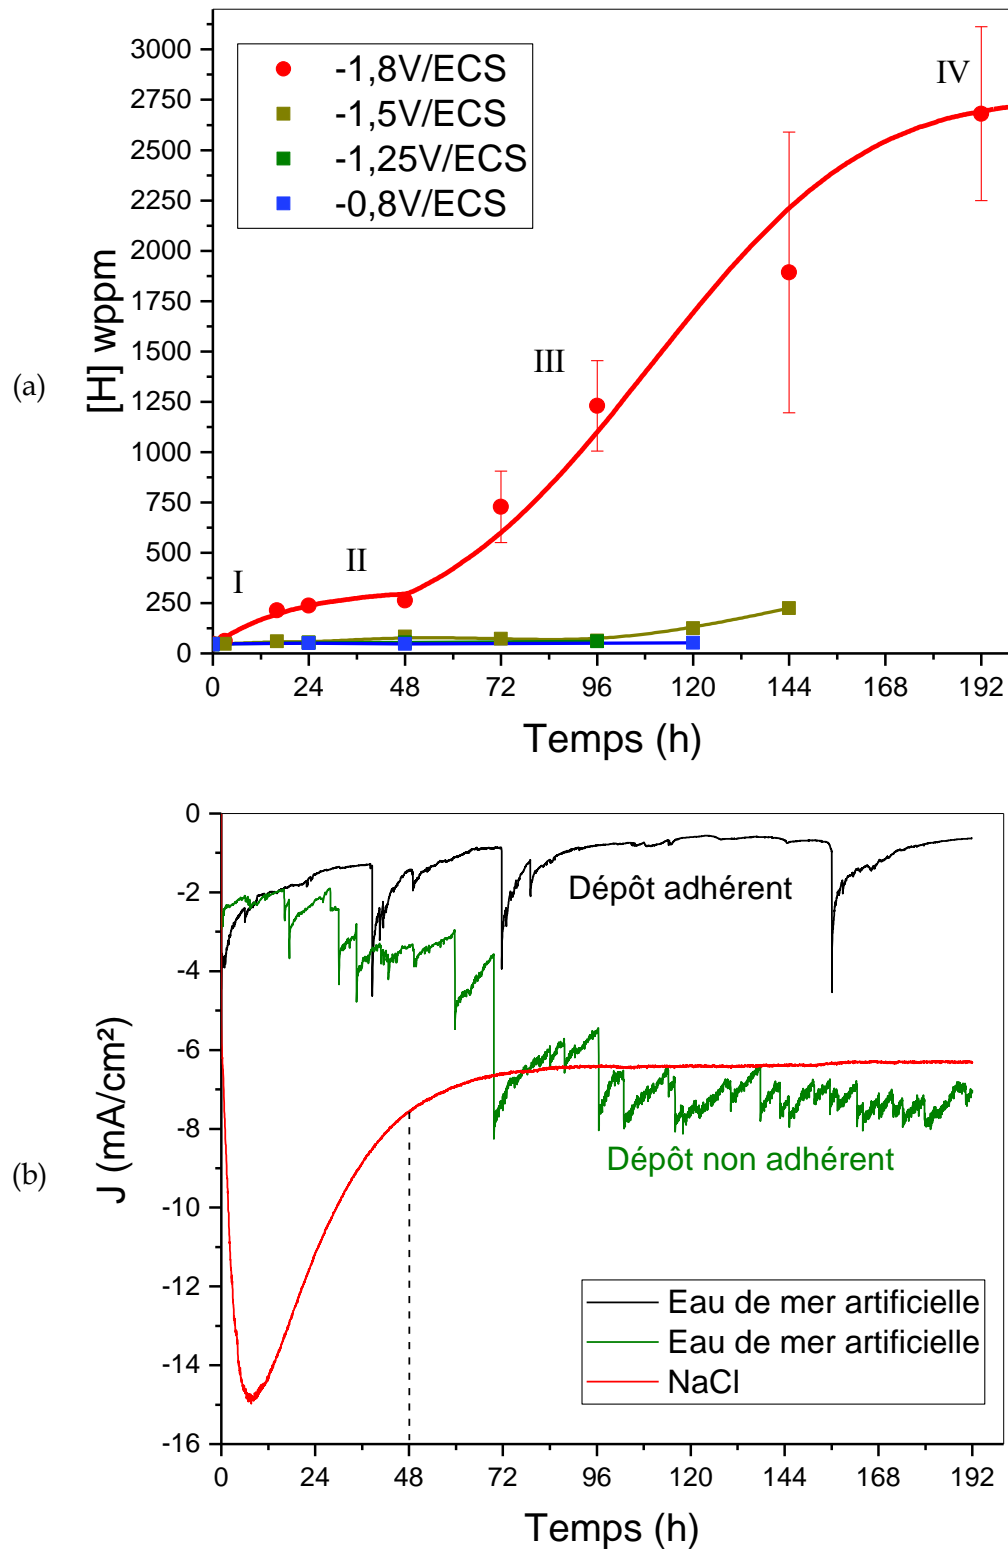 (a)
[H] wppm
3000
2750
2500
2250
2000
1750
1500
1250
1000
750
500
250
0
-1,8V/ECS
-1,5V/ECS
-1,25V/ECS
-0,8V/ECS
I
II
III
IV
0 24 48 72 96 120 144 168 192
Temps (h)
(b)
J (mA/cm²)
0
-2
-4
-6
-8
-10
-12
-14
-16
Dépôt adhérent
Dépôt non adhérent
Eau de mer artificielle
Eau de mer artificielle
NaCl
0 24 48 72 96 120 144 168 192
Temps (h)